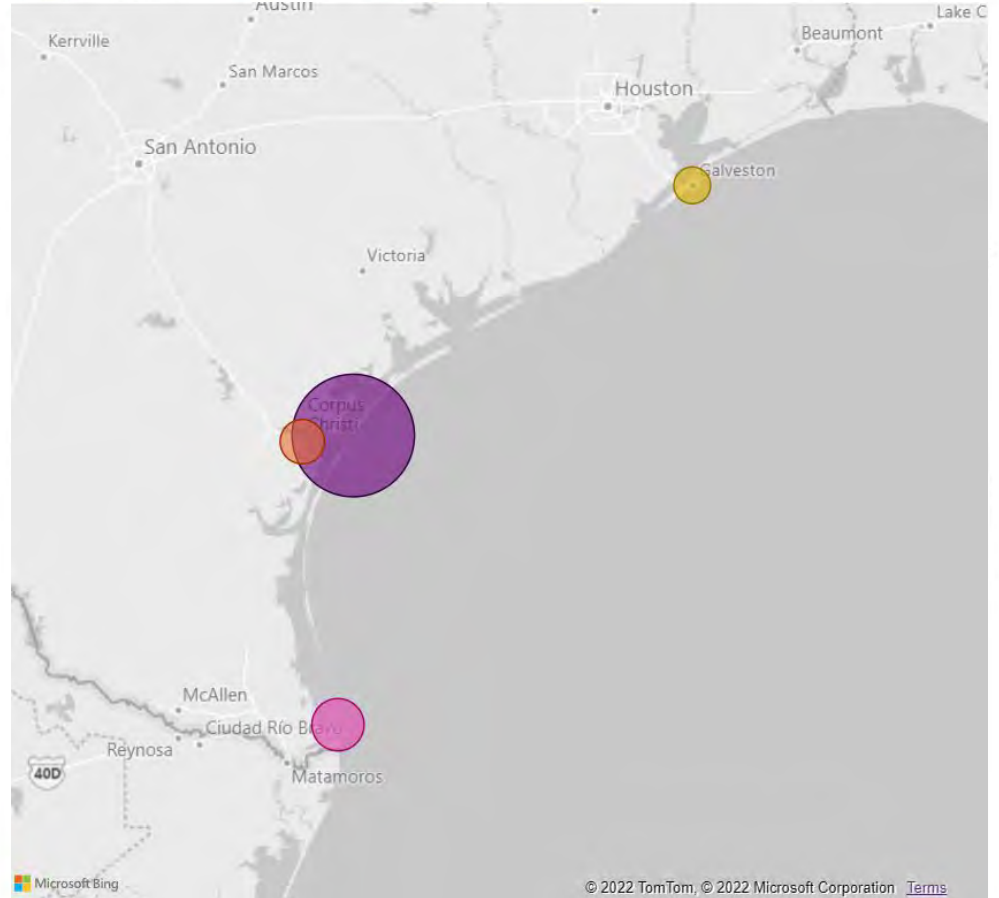 Austin
Lake C
Kerrville
Beaumont
San Marcos
Houston
San Antonio
Galveston
Victoria
Corpus
Christi
McAllen
Ciudad Río Bravo
Reynosa
40D
Matamoros
Microsoft Bing
© 2022 TomTom, © 2022 Microsoft Corporation Terms